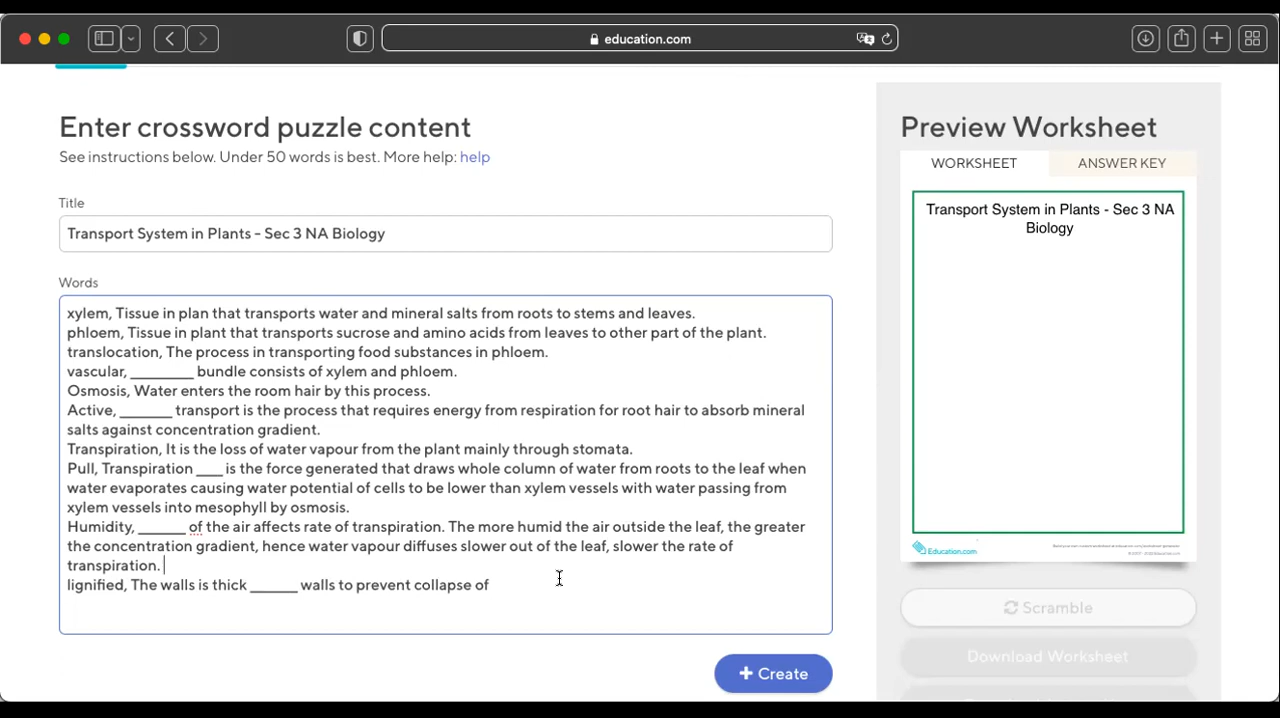 education.com
Enter crossword puzzle content
See instructions below. Under 50 words is best. More help: help
Title
Transport System in Plants - Sec 3 NA Biology
Words
xylem, Tissue in plan that transports water and mineral salts from roots to stems and leaves.
phloem, Tissue in plant that transports sucrose and amino acids from leaves to other part of the plant.
translocation, The process in transporting food substances in phloem.
vascular, ________ bundle consists of xylem and phloem.
Osmosis, Water enters the room hair by this process.
Active, ______ transport is the process that requires energy from respiration for root hair to absorb mineral
salts against concentration gradient.
Transpiration, It is the loss of water vapour from the plant mainly through stomata.
Pull, Transpiration ____ is the force generated that draws whole column of water from roots to the leaf when
water evaporates causing water potential of cells to be lower than xylem vessels with water passing from
xylem vessels into mesophyll by osmosis.
Humidity, ______ of the air affects rate of transpiration. The more humid the air outside the leaf, the greater
the concentration gradient, hence water vapour diffuses slower out of the leaf, slower the rate of
transpiration.
lignified, The walls is thick ______ walls to prevent collapse of
+ Create
Preview Worksheet
WORKSHEET
ANSWER KEY
Transport System in Plants - Sec 3 NA
Biology
Education.com
Scramble
Download Worksheet